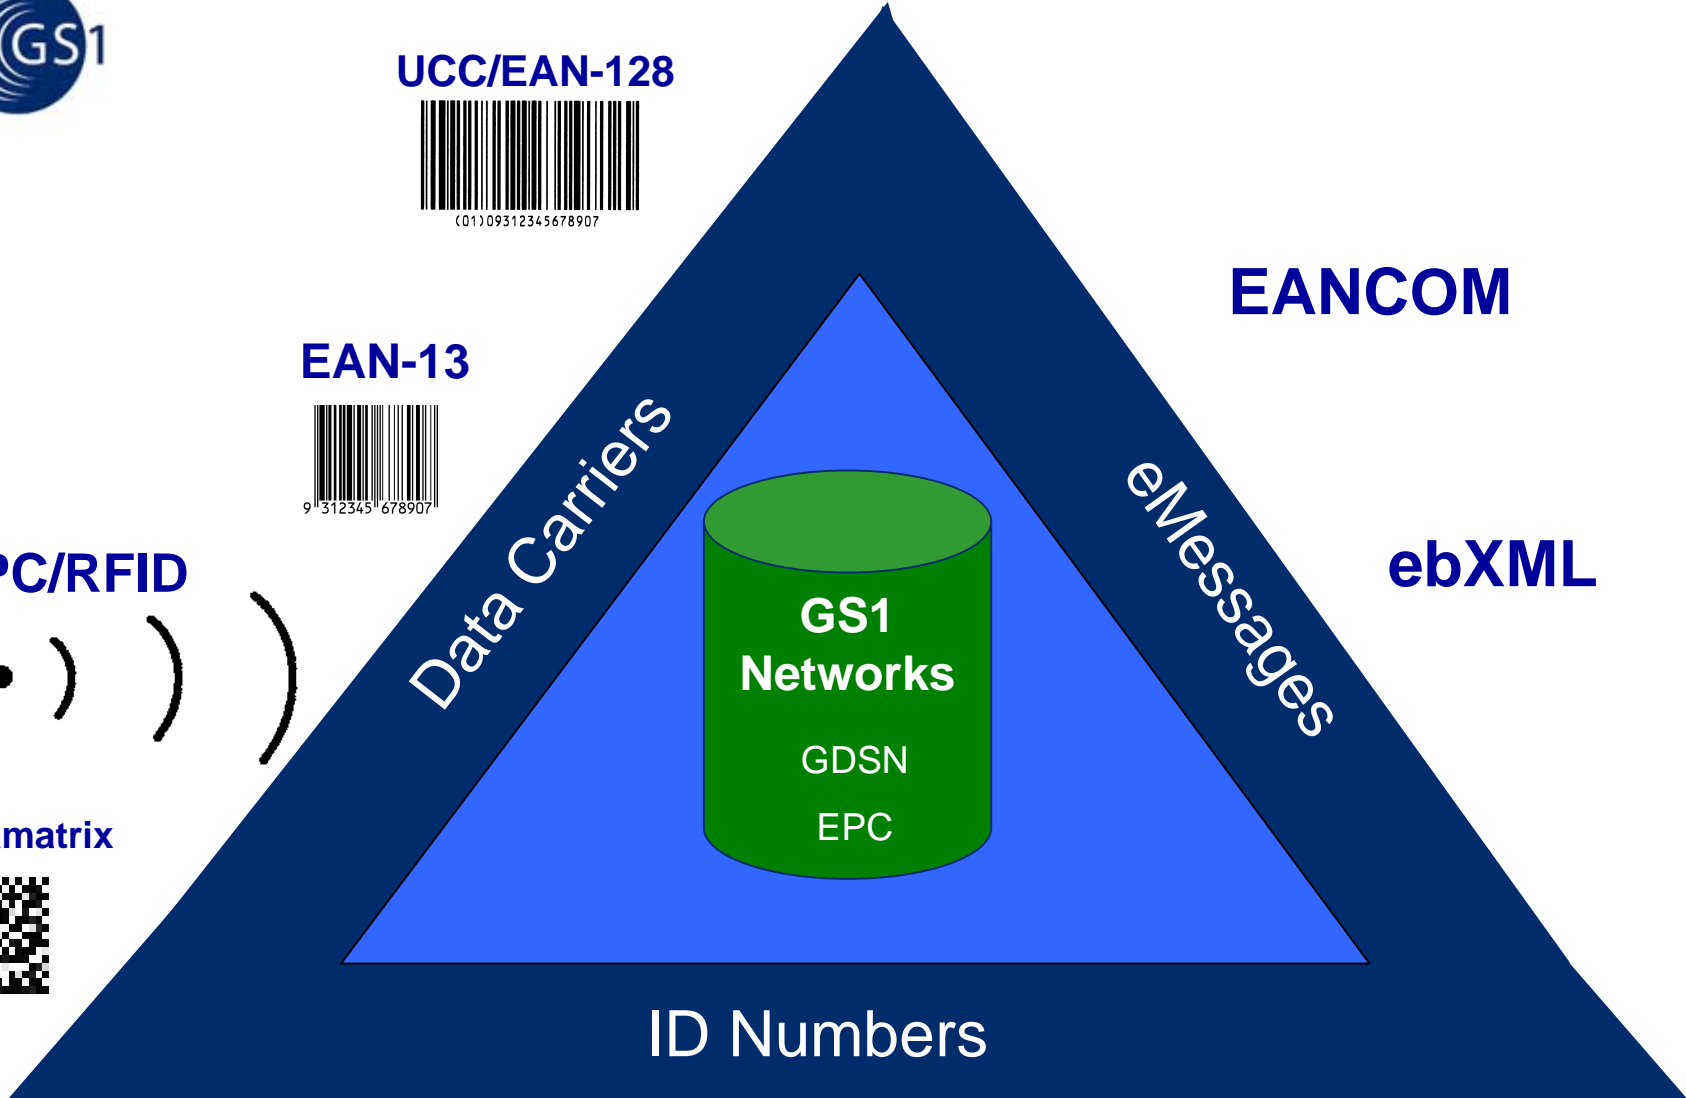 GS1
UCC/EAN-128
(01)09312345678907
EANCOM
EAN-13
9 312345 678907
Data Carriers
eMessages
PC/RFID
ebXML
GS1
Networks
GDSN
EPC
matrix
ID Numbers